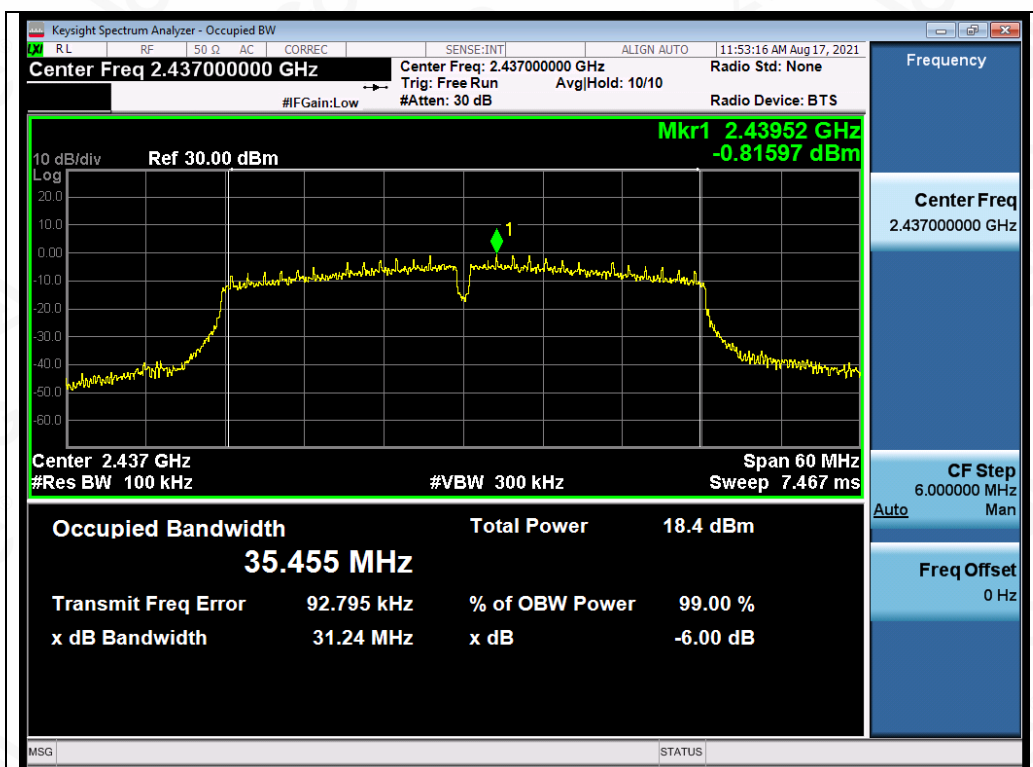 Keysight Spectrum Analyzer - Occupied BW
LXI RL RF 50 Ω AC CORREC SENSE:INT ALIGN AUTO 11:53:16 AM Aug 17, 2021
Center Freq 2.437000000 GHz
Center Freq: 2.437000000 GHz Radio Std: None
Trig: Free Run Avg|Hold: 10/10
#IFGain:Low #Atten: 30 dB Radio Device: BTS
Mkr1 2.43952 GHz
-0.81597 dBm
10 dB/div Ref 30.00 dBm
Log
20.0
10.0
1
0.00
-10.0
-20.0
-30.0
-40.0
-50.0
-60.0
Center 2.437 GHz Span 60 MHz
#Res BW 100 kHz #VBW 300 kHz Sweep 7.467 ms
Occupied Bandwidth Total Power 18.4 dBm
35.455 MHz
Transmit Freq Error 92.795 kHz % of OBW Power 99.00 %
x dB Bandwidth 31.24 MHz x dB -6.00 dB
Frequency
Center Freq
2.437000000 GHz
CF Step
6.000000 MHz
Auto Man
Freq Offset
0 Hz
MSG STATUS